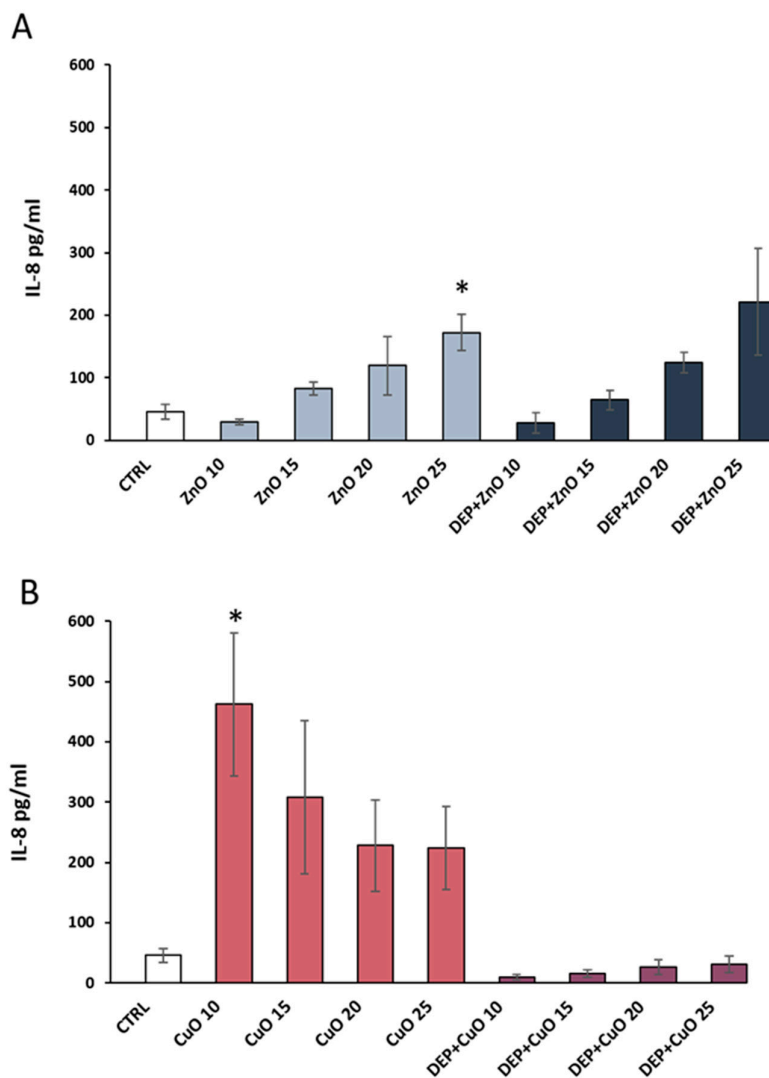 A
600
500
400
300
200
100
0
IL-8 pg/ml
*
CTRL
ZnO 10
ZnO 15
ZnO 20
ZnO 25
DEP+ZnO 10
DEP+ZnO 15
DEP+ZnO 20
DEP+ZnO 25
B
600
500
400
300
200
100
0
IL-8 pg/ml
*
CTRL
CuO 10
CuO 15
CuO 20
CuO 25
DEP+CuO 10
DEP+CuO 15
DEP+CuO 20
DEP+CuO 25